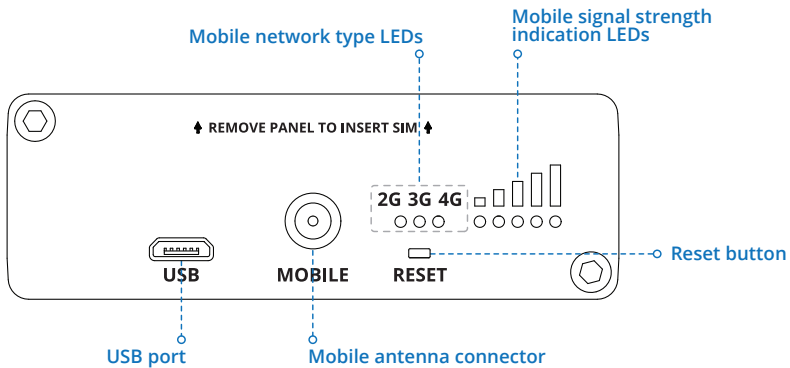 Mobile signal strength
indication LEDs
Mobile network type LEDs
REMOVE PANEL TO INSERT SIM
2G 3G 4G
USB
MOBILE
RESET
Reset button
USB port
Mobile antenna connector